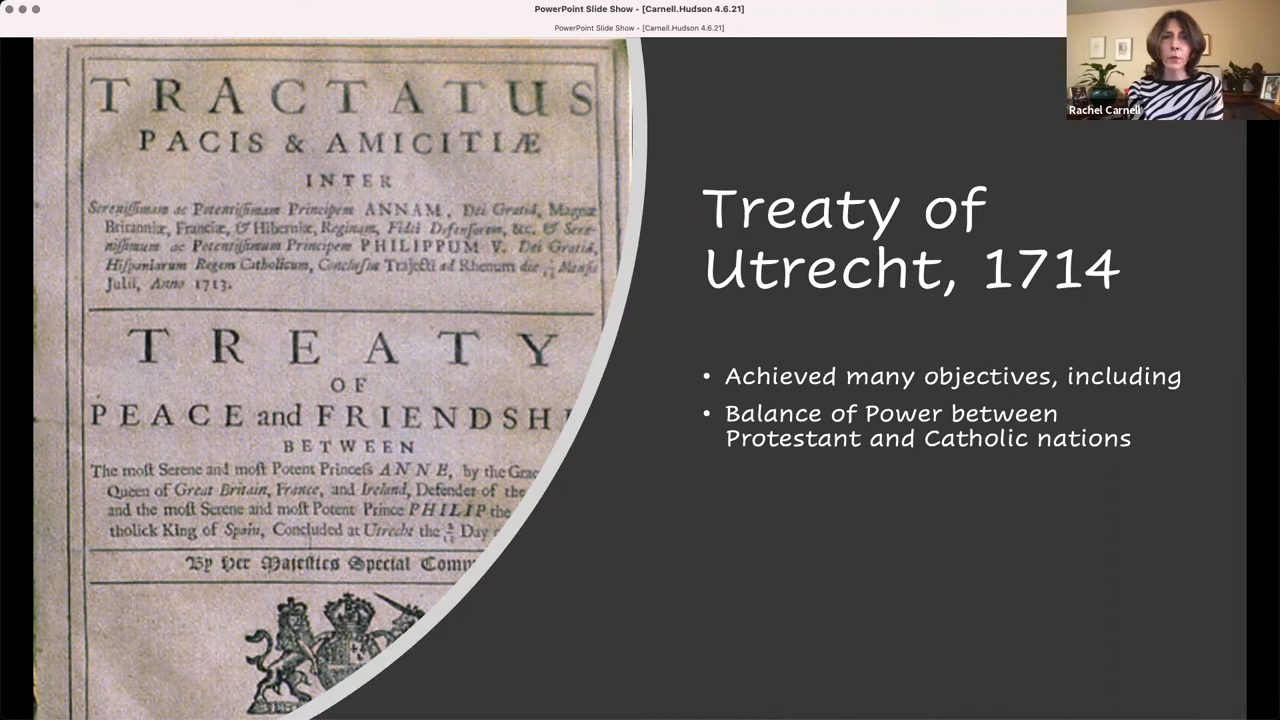 PowerPoint Slide Show - [Carnell.Hudson 4.6.21]
PowerPoint Slide Show - [Carnell.Hudson 4.6.21]
Rachel Carnell
TRACTATUS
PACIS & AMICITIÆ
INTER
Sereniſſimam ac Potentiſſimam Principem ANNAM, Dei Gratiâ, Magnæ
Britanniæ, Franciæ, & Hiberniæ, Reginam, Fidei Defenſorem, &c. & Sere-
niſſimum ac Potentiſſimum Principem PHILIPPUM V. Dei Gratiâ,
Hiſpaniarum Regem Catholicum, Concluſus Trajecti ad Rhenum die Menſis
Julii, Anno 1713.
TREATY
OF
PEACE and FRIENDSHI
BETWEEN
The moſt Serene and moſt Potent Princeſs ANNE, by the Grac
Queen of Great Britain, France, and Ireland, Defender of the
and the moſt Serene and moſt Potent Prince PHILIP the
tholick King of Spain, Concluded at Utrecht the Day
By Her Majeſties Special Comm
Treaty of
Utrecht, 1714
• Achieved many objectives, including
• Balance of Power between
Protestant and Catholic nations